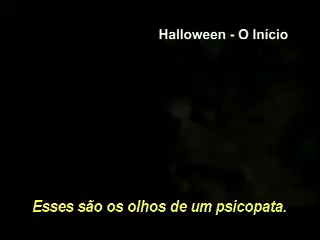 Halloween - O Início
Esses são os olhos de um psicopata.